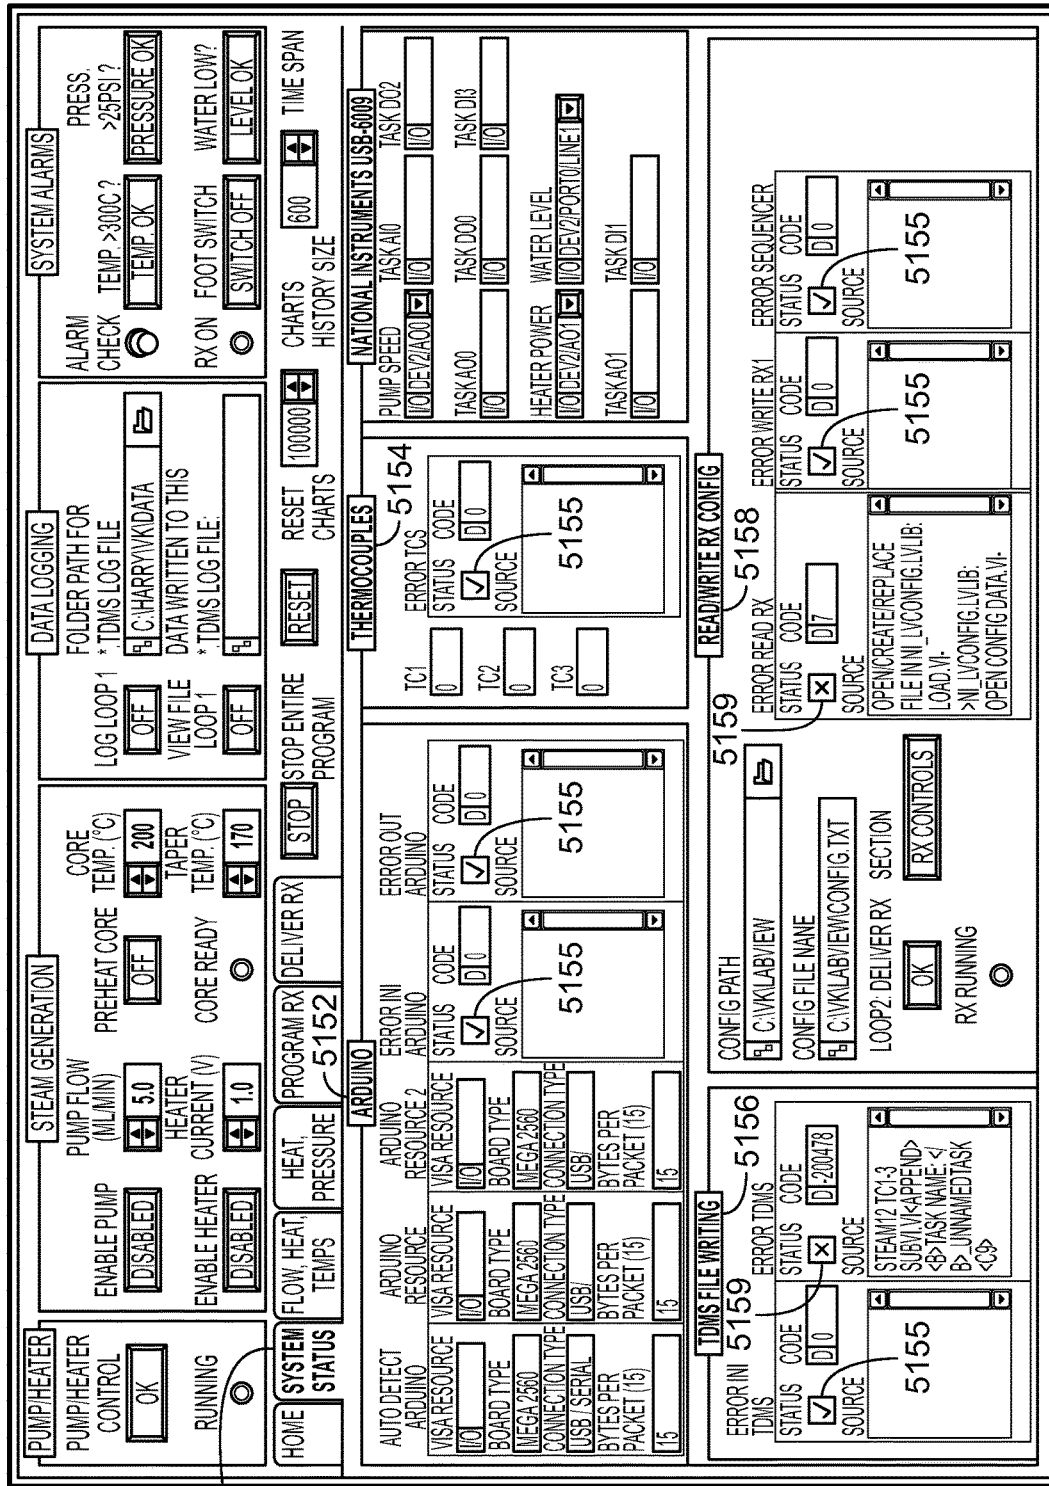 PUMP/HEATER
PUMP/HEATER
CONTROL
OK
RUNNING
STEAM GENERATION
ENABLE PUMP
DISABLED
ENABLE HEATER
DISABLED
PUMP FLOW
(ML/MIN)
5.0
HEATER
CURRENT (V)
1.0
PREHEAT CORE
OFF
CORE READY
CORE
TEMP. (°C)
200
TAPER
TEMP. (°C)
170
DATA LOGGING
LOG LOOP 1
OFF
VIEW FILE
LOOP 1
OFF
FOLDER PATH FOR
*.TDMS LOG FILE
C:\HARRY\VK\DATA
DATA WRITTEN TO THIS
*.TDMS LOG FILE:
SYSTEM ALARMS
ALARM
CHECK
RX ON
TEMP. >300C ?
TEMP. OK
FOOT SWITCH
SWITCH OFF
PRESS.
>25PSI ?
PRESSURE OK
WATER LOW?
LEVEL OK
HOME
SYSTEM
STATUS
FLOW, HEAT,
TEMPS
HEAT,
PRESSURE
PROGRAM RX
DELIVER RX
STOP
STOP ENTIRE
PROGRAM
RESET
RESET
CHARTS
100000
CHARTS
HISTORY SIZE
600
TIME SPAN
ARDUINO
5152
AUTO DETECT
ARDUINO
VISA RESOURCE
I/O
BOARD TYPE
MEGA 2560
CONNECTION TYPE
USB / SERIAL
BYTES PER
PACKET (15)
15
ARDUINO
RESOURCE
VISA RESOURCE
I/O
BOARD TYPE
MEGA 2560
CONNECTION TYPE
USB/
BYTES PER
PACKET (15)
15
ARDUINO
RESOURCE 2
VISA RESOURCE
I/O
BOARD TYPE
MEGA 2560
CONNECTION TYPE
USB/
BYTES PER
PACKET (15)
15
ERROR INI
ARDUINO
STATUS CODE
D 0
SOURCE
5155
ERROR OUT
ARDUINO
STATUS CODE
D 0
SOURCE
5155
THERMOCOUPLES
5154
TC1
0
TC2
0
TC3
0
ERROR TCS
STATUS CODE
D 0
SOURCE
5155
NATIONAL INSTRUMENTS USB-6009
PUMP SPEED
I/O DEV2/AO0
TASK AI0
I/O
TASK DO2
I/O
TASK AO0
I/O
TASK DO0
I/O
TASK DI3
I/O
HEATER POWER
I/O DEV2/AO1
WATER LEVEL
I/O DEV2/PORT0/LINE1
TASK AO1
I/O
TASK DI1
I/O
TDMS FILE WRITING
5156
ERROR INI
TDMS
STATUS CODE
D 0
SOURCE
5155
5159
ERROR TDMS
STATUS CODE
D -200478
SOURCE
STEAM12 TC1-3
SUBVI.VI<APPEND>
<B>TASK NAME: </
B>_UNNAMEDTASK
<C9>
READ/WRITE RX CONFIG
5158
CONFIG PATH
C:\VK\LABVIEW
CONFIG FILE NANE
C:\VK\LABVIEW\CONFIG.TXT
LOOP2: DELIVER RX
OK
SECTION
RX CONTROLS
RX RUNNING
5159
ERROR READ RX
STATUS CODE
D 7
SOURCE
OPEN/CREATE/REPLACE
FILE IN NI_LVCONFIG.LVLIB:
LOAD.VI-
>NI_LVCONFIG.LVLIB:
OPEN CONFIG DATA.VI-
ERROR WRITE RX1
STATUS CODE
D 0
SOURCE
5155
ERROR SEQUENCER
STATUS CODE
D 0
SOURCE
5155